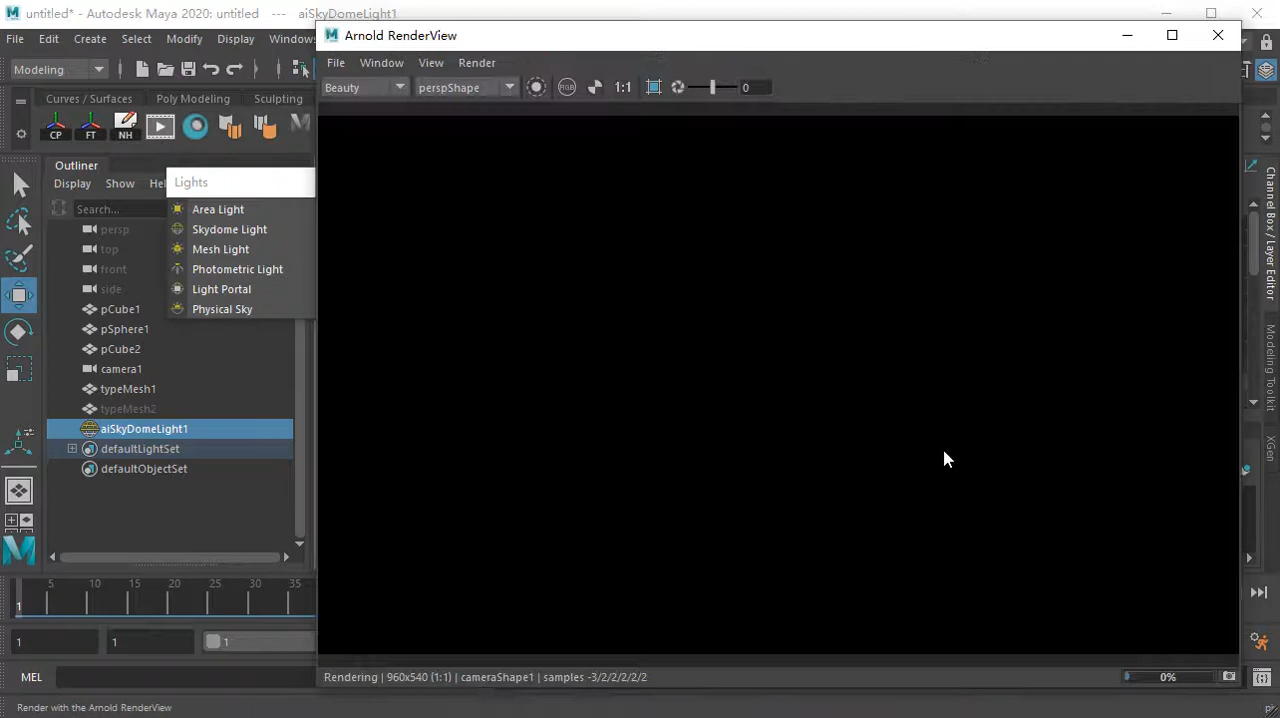 untitled* - Autodesk Maya 2020: untitled   ---   aiSkyDomeLight1
File Edit Create Select Modify Display Windows
Arnold RenderView
File Window View Render
Modeling
Beauty perspShape RGB 1:1 0
Curves / Surfaces Poly Modeling Sculpting
CP FT NH
Outliner
Display Show Hel
Search...
persp
top
front
side
pCube1
pSphere1
pCube2
camera1
typeMesh1
typeMesh2
aiSkyDomeLight1
defaultLightSet
defaultObjectSet
Lights
Area Light
Skydome Light
Mesh Light
Photometric Light
Light Portal
Physical Sky
Channel Box / Layer Editor
Modeling Toolkit
XGen
5 10 15 20 25 30 35
1
1 1 1
Rendering | 960x540 (1:1) | cameraShape1 | samples -3/2/2/2/2/2 0%
MEL
Render with the Arnold RenderView